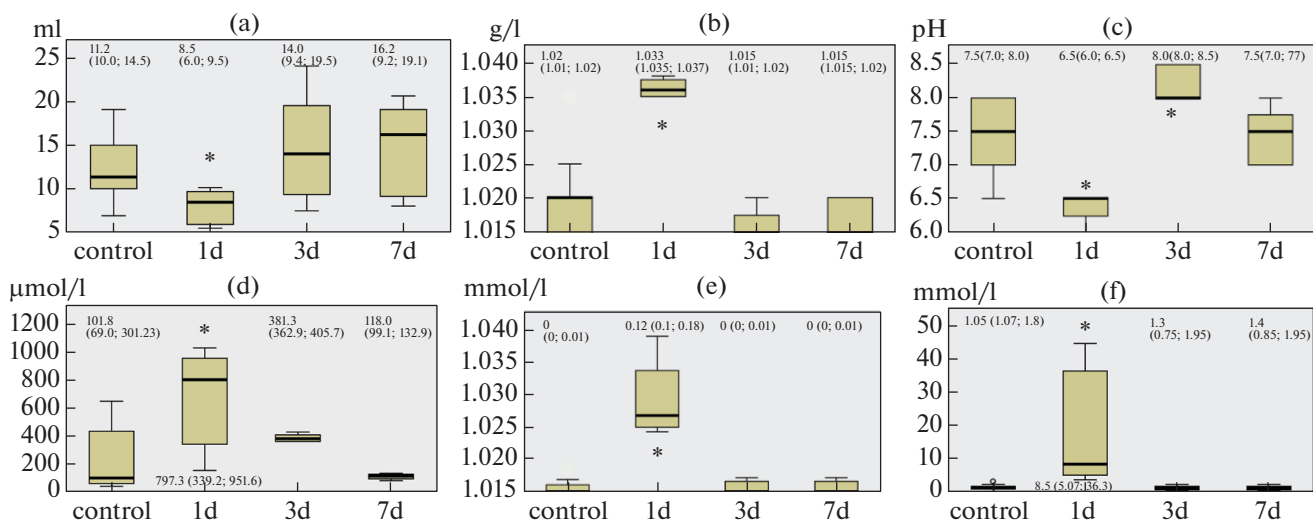 (a)
ml
11.2
(10.0; 14.5)
8.5
(6.0; 9.5)
14.0
(9.4; 19.5)
16.2
(9.2; 19.1)
25
20
15
10
5
*
control 1d 3d 7d
(b)
g/l
1.02
(1.01; 1.02)
1.033
(1.035; 1.037)
1.015
(1.01; 1.02)
1.015
(1.015; 1.02)
1.035
1.030
1.025
1.020
1.015
*
control 1d 3d 7d
(c)
pH
7.5(7.0; 8.0) 6.5(6.0; 6.5) 8.0(8.0; 8.5) 7.5(7.0; 77)
8.5
8.0
7.5
7.0
6.5
6.0
*
*
control 1d 3d 7d
(d)
μmol/l
101.8
(69.0; 301.23)
381.3
(362.9; 405.7)
118.0
(99.1; 132.9)
1200
1000
800
600
400
200
0
*
797.3 (339.2; 951.6)
control 1d 3d 7d
(e)
mmol/l
0
(0; 0.01)
0.12 (0.1; 0.18) 0 (0; 0.01) 0 (0; 0.01)
1.040
1.030
1.020
1.015
*
control 1d 3d 7d
(f)
mmol/l
1.05 (1.07; 1.8)
1.3
(0.75; 1.95)
1.4
(0.85; 1.95)
50
40
30
20
10
0
*
8.5 (5.07; 36.3)
control 1d 3d 7d